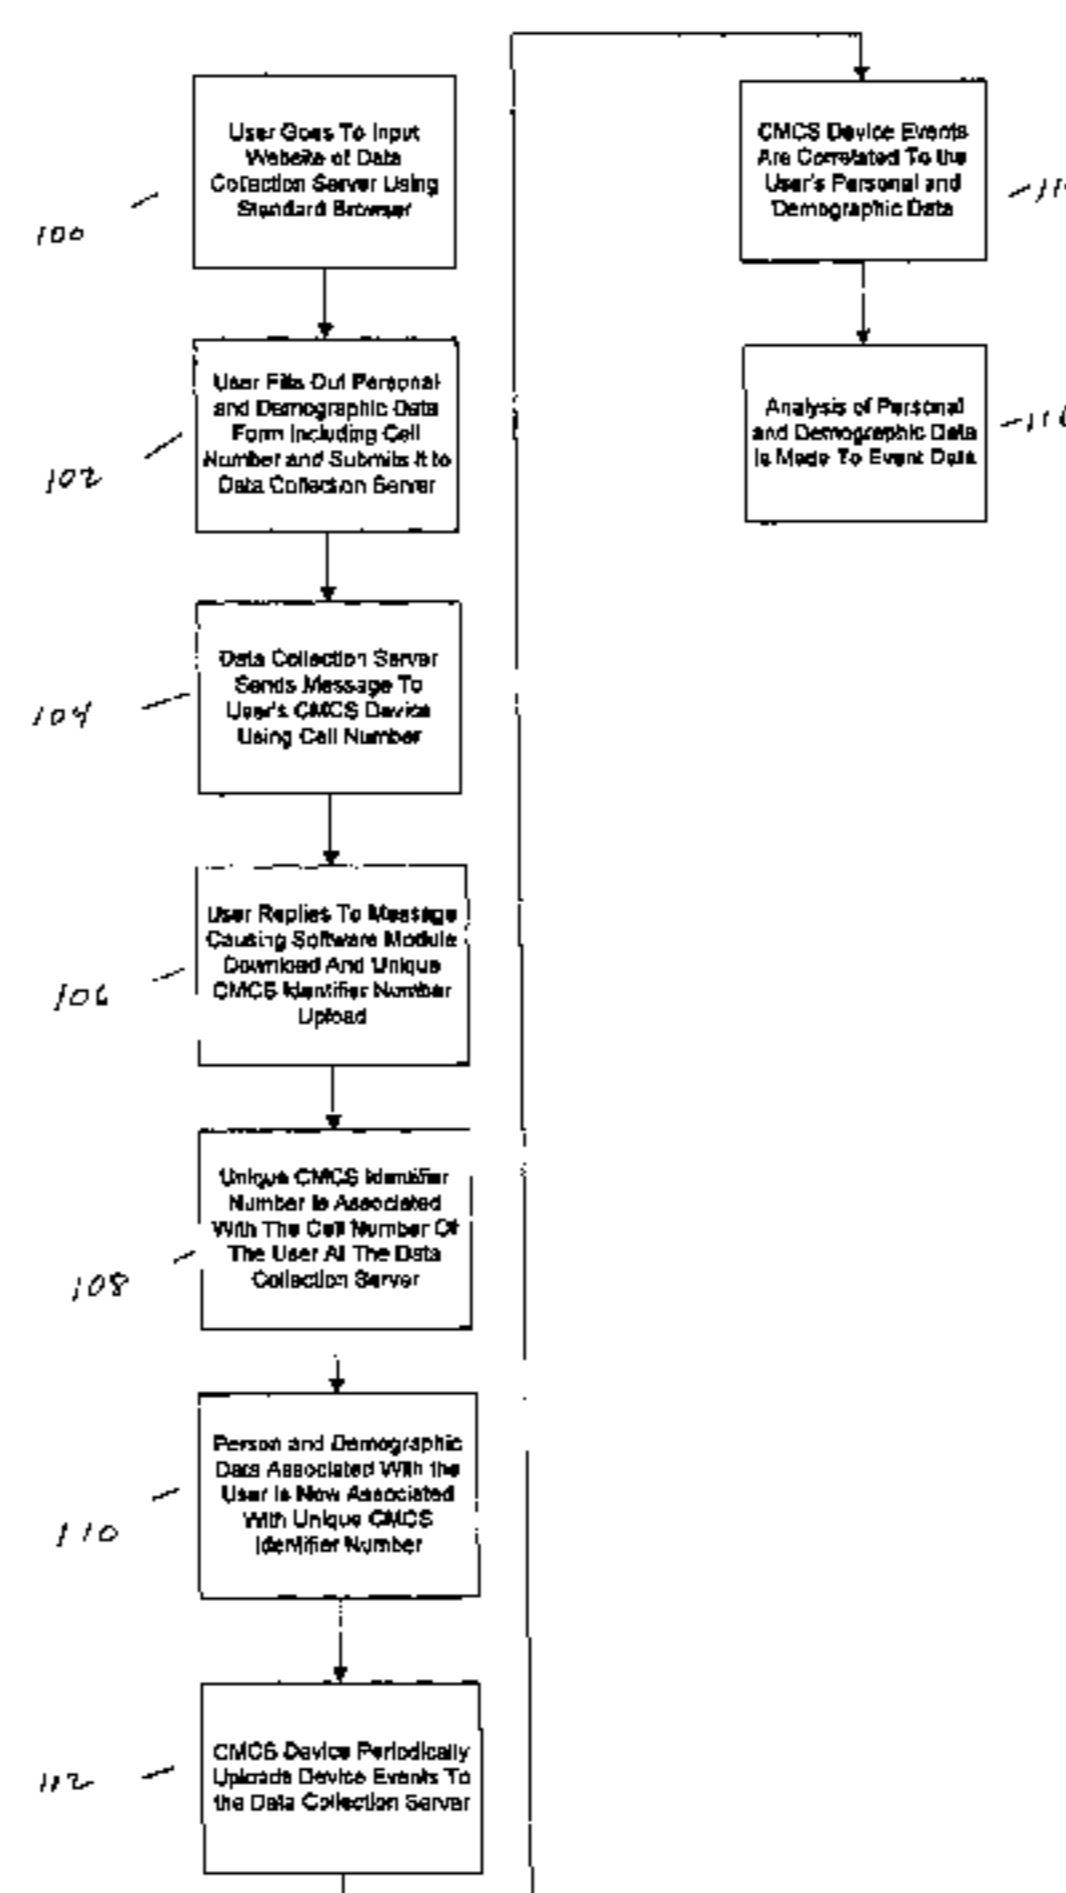 User Goes To Input
Website of Data
Collection Server Using
Standard Browser
100
User Fills Out Personal
and Demographic Data
Form Including Cell
Number and Submits It to
Data Collection Server
102
Data Collection Server
Sends Message To
User's CMCS Device
Using Cell Number
104
User Replies To Message
Causing Software Module
Download And Unique
CMCS Identifier Number
Upload
106
Unique CMCS Identifier
Number Is Associated
With The Cell Number Of
The User At The Data
Collection Server
108
Person and Demographic
Data Associated With the
User Is Now Associated
With Unique CMCS
Identifier Number
110
CMCS Device Periodically
Uploads Device Events To
the Data Collection Server
112
CMCS Device Events
Are Correlated To the
User's Personal and
Demographic Data
Analysis of Personal
and Demographic Data
Is Made To Event Data